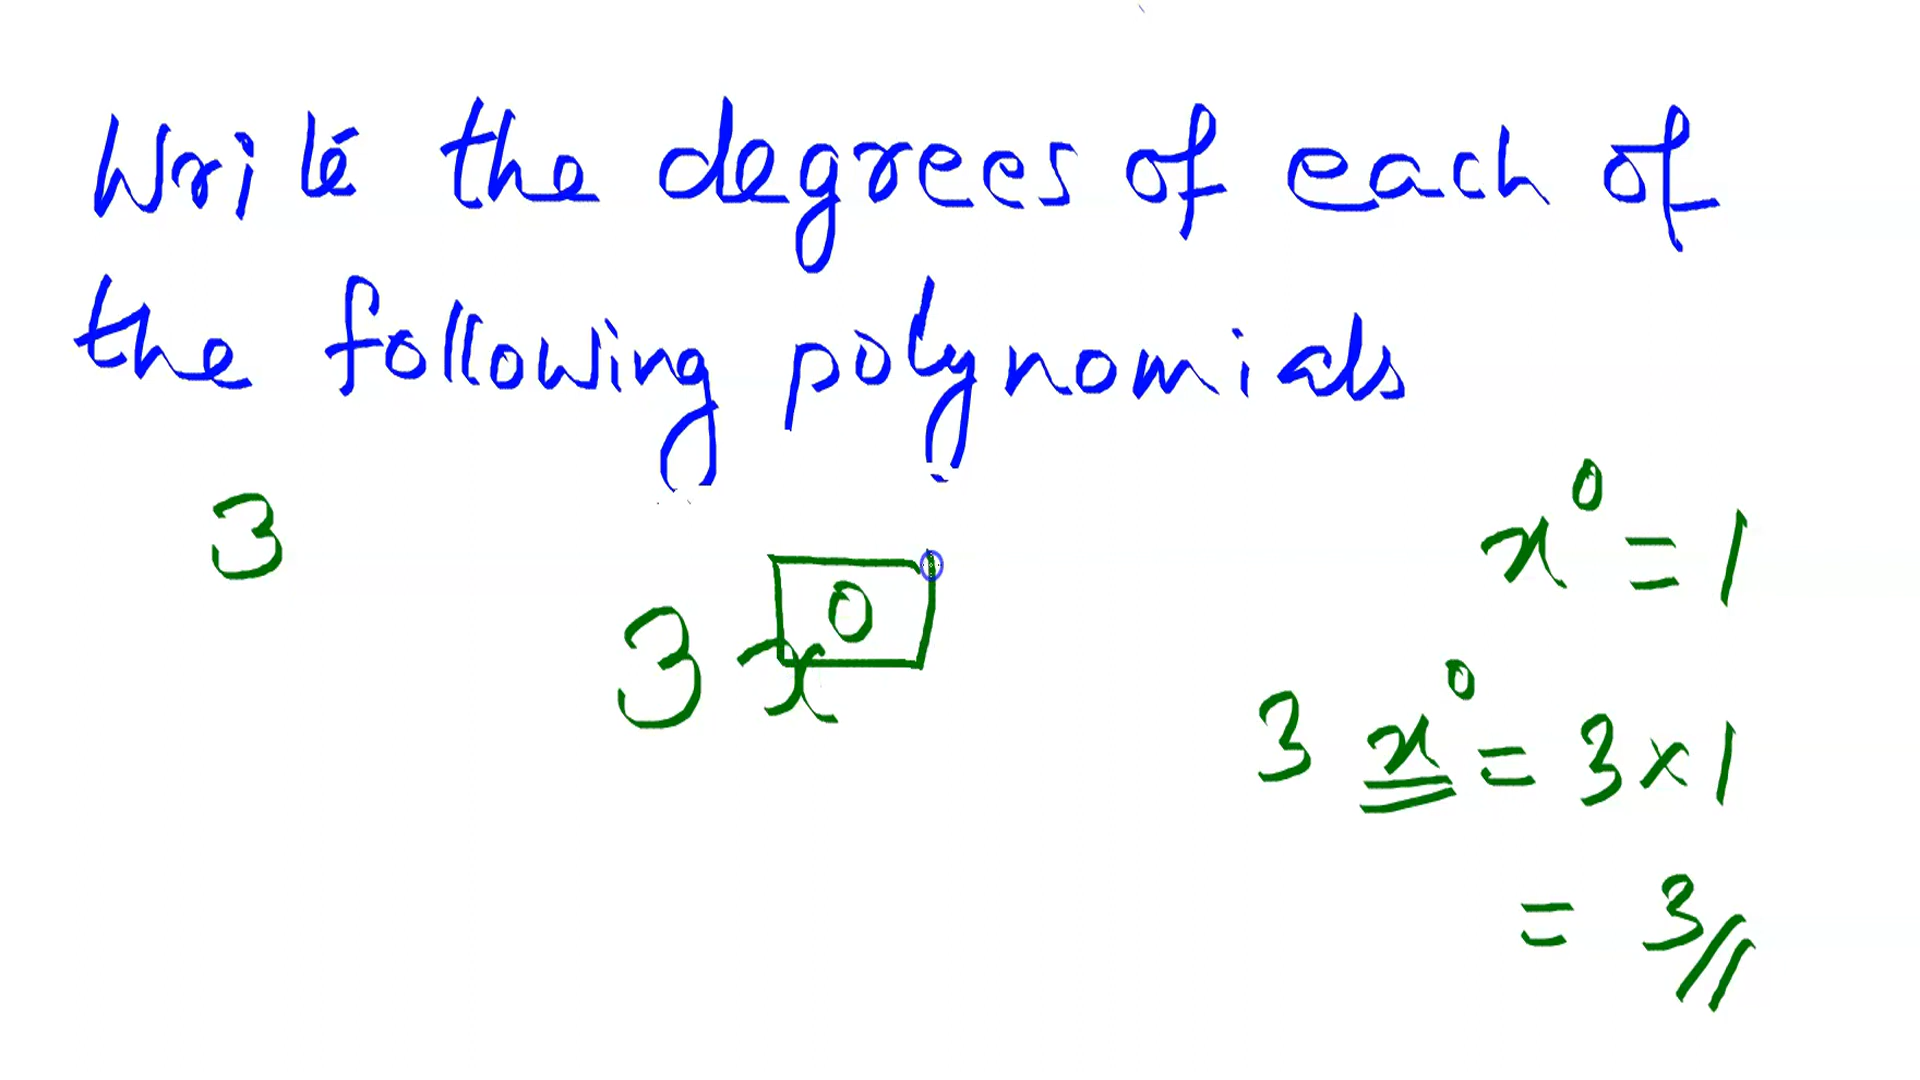 Write the degrees of each of
the following polynomials
3
3 x⁰
x⁰ = 1
3 x⁰ = 3 × 1
= 3//